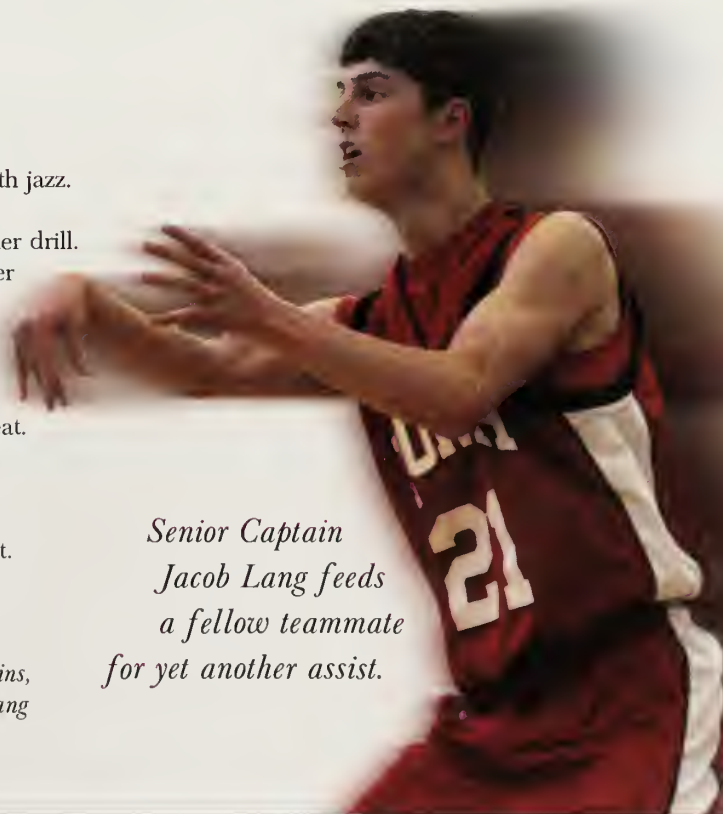 th jazz.
er drill.
er
at.
t.
ins,
ang
Senior Captain
Jacob Lang feeds
a fellow teammate
for yet another assist.
21